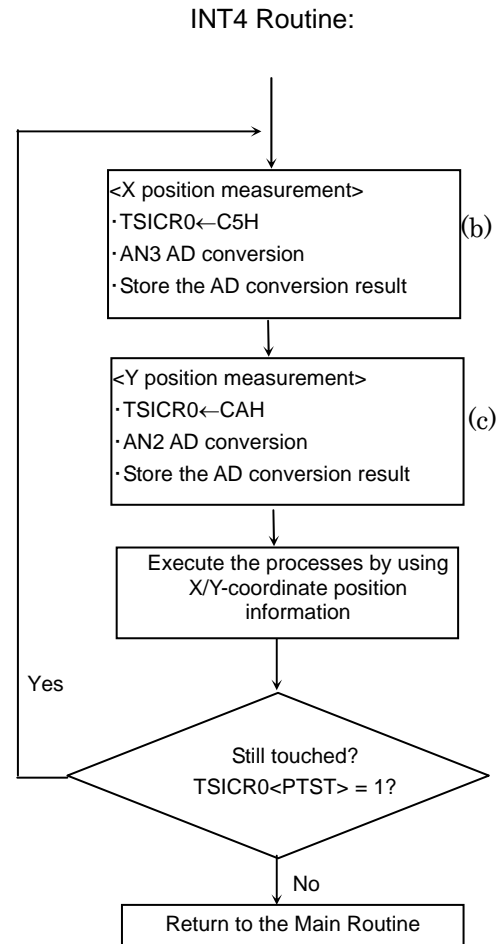 INT4 Routine:
<X position measurement>
・TSICR0←C5H
・AN3 AD conversion
・Store the AD conversion result
(b)
<Y position measurement>
・TSICR0←CAH
・AN2 AD conversion
・Store the AD conversion result
(c)
Execute the processes by using
X/Y-coordinate position
information
Yes
Still touched?
TSICR0<PTST> = 1?
No
Return to the Main Routine